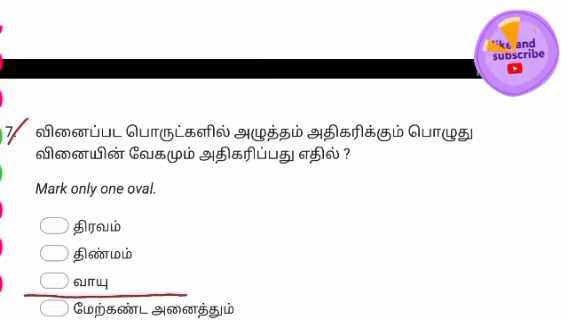 like and
subscribe
7. வினைப்பட பொருட்களில் அழுத்தம் அதிகரிக்கும் பொழுது
வினையின் வேகமும் அதிகரிப்பது எதில் ?
Mark only one oval.
திரவம்
திண்மம்
வாயு
மேற்கண்ட அனைத்தும்